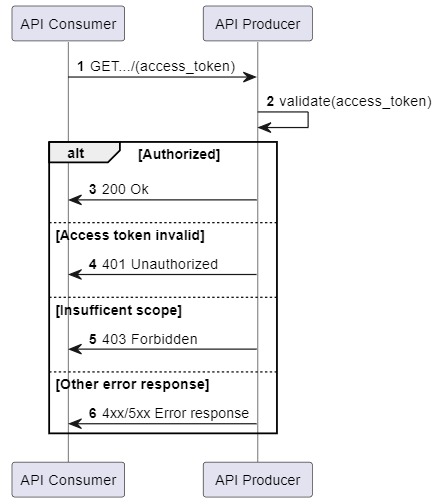 API Consumer
API Producer
1 GET.../(access_token)
2 validate(access_token)
alt [Authorized]
3 200 Ok
[Access token invalid]
4 401 Unauthorized
[Insufficent scope]
5 403 Forbidden
[Other error response]
6 4xx/5xx Error response
API Consumer
API Producer